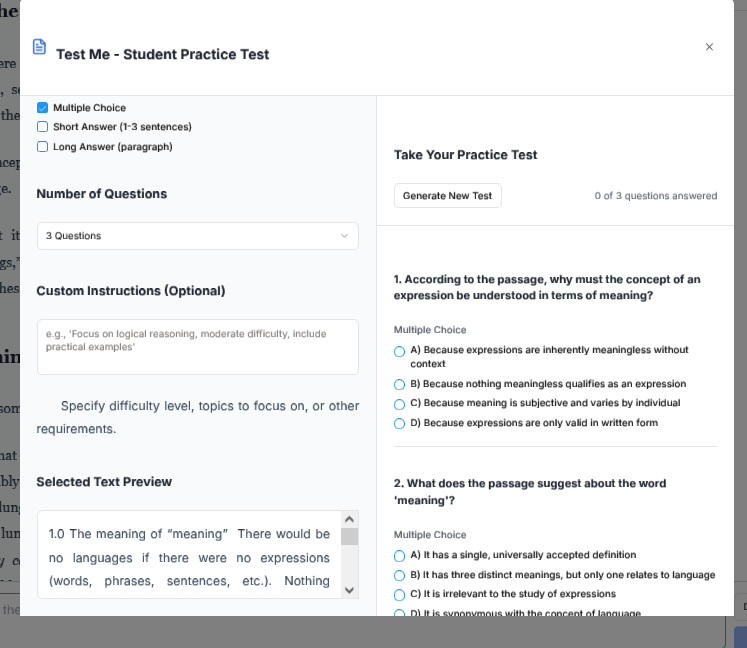 Test Me - Student Practice Test
Multiple Choice
Short Answer (1-3 sentences)
Long Answer (paragraph)
Number of Questions
3 Questions
Custom Instructions (Optional)
e.g., 'Focus on logical reasoning, moderate difficulty, include
practical examples'
Specify difficulty level, topics to focus on, or other
requirements.
Selected Text Preview
1.0 The meaning of “meaning” There would be
no languages if there were no expressions
(words, phrases, sentences, etc.). Nothing
Take Your Practice Test
Generate New Test
0 of 3 questions answered
1. According to the passage, why must the concept of an
expression be understood in terms of meaning?
Multiple Choice
A) Because expressions are inherently meaningless without
context
B) Because nothing meaningless qualifies as an expression
C) Because meaning is subjective and varies by individual
D) Because expressions are only valid in written form
2. What does the passage suggest about the word
'meaning'?
Multiple Choice
A) It has a single, universally accepted definition
B) It has three distinct meanings, but only one relates to language
C) It is irrelevant to the study of expressions
D) It is synonymous with the concept of language